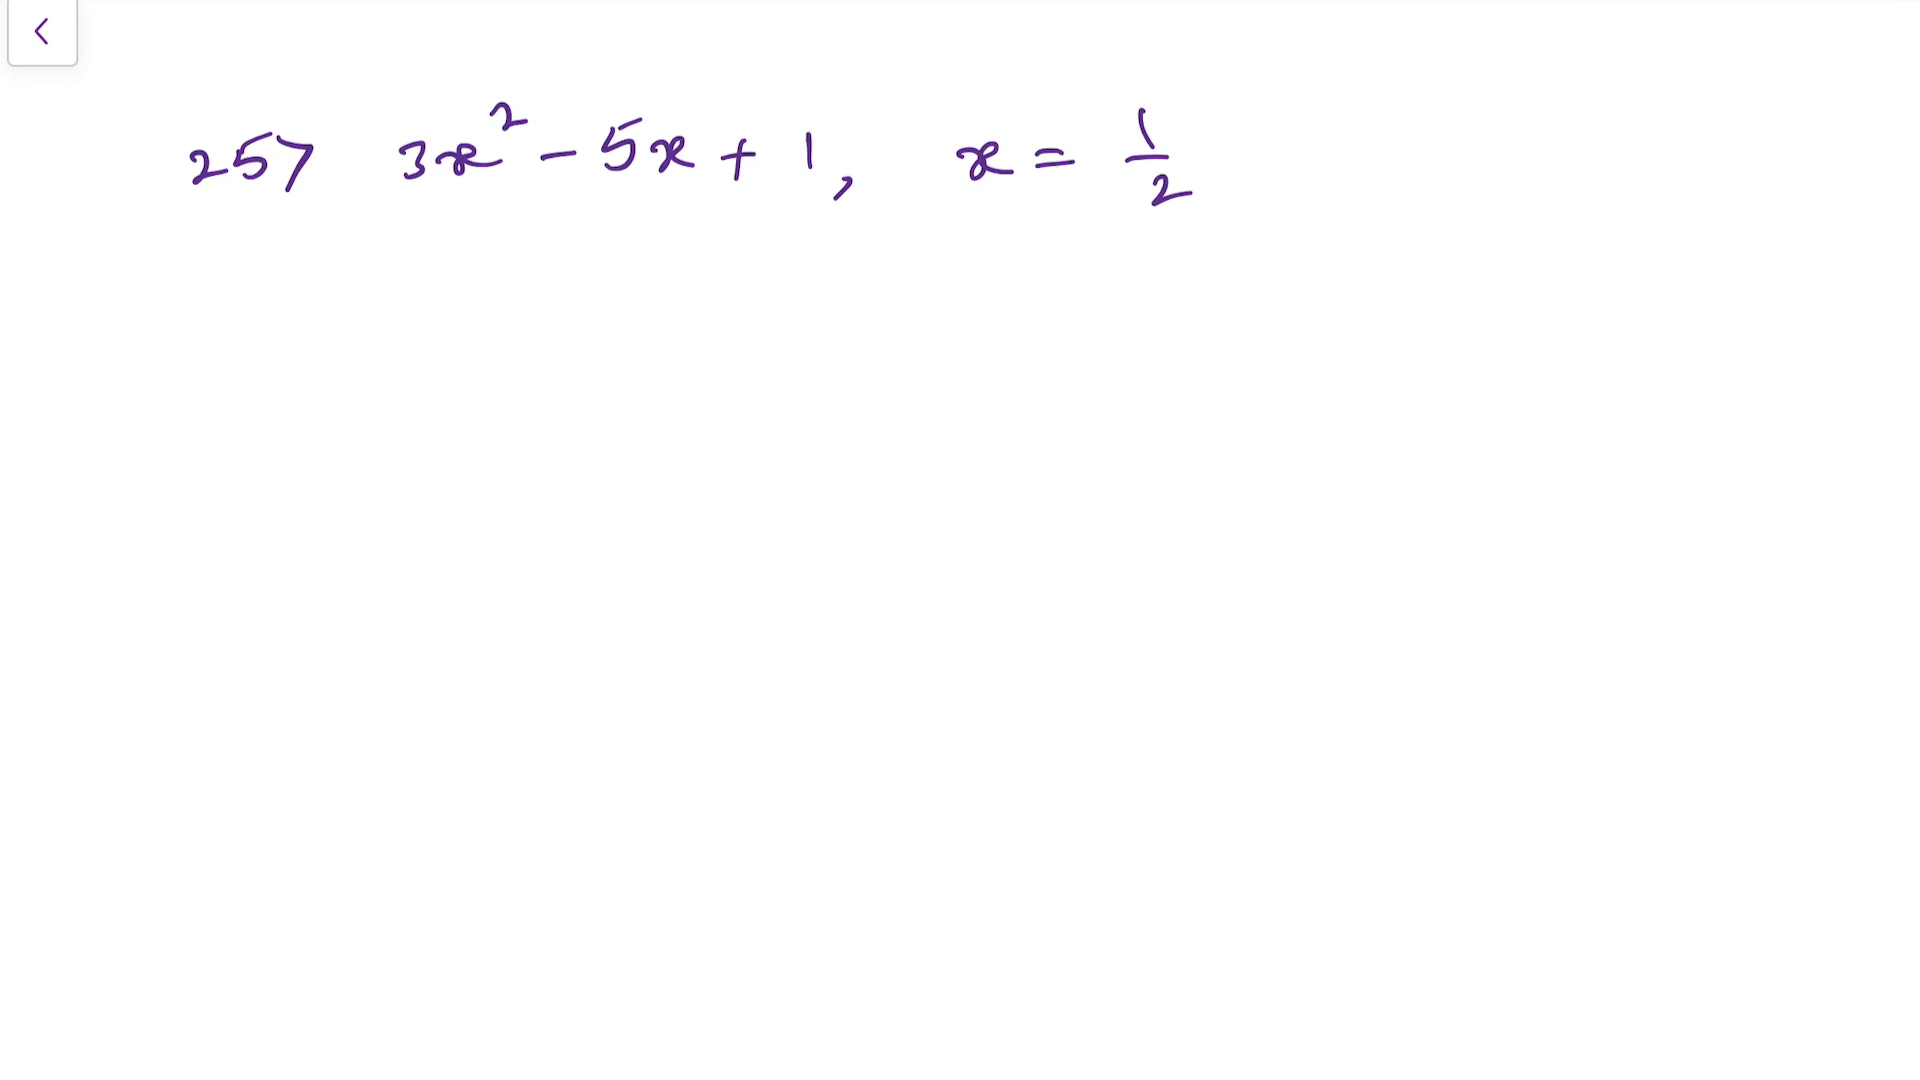 257 3x² - 5x + 1, x = 1/2